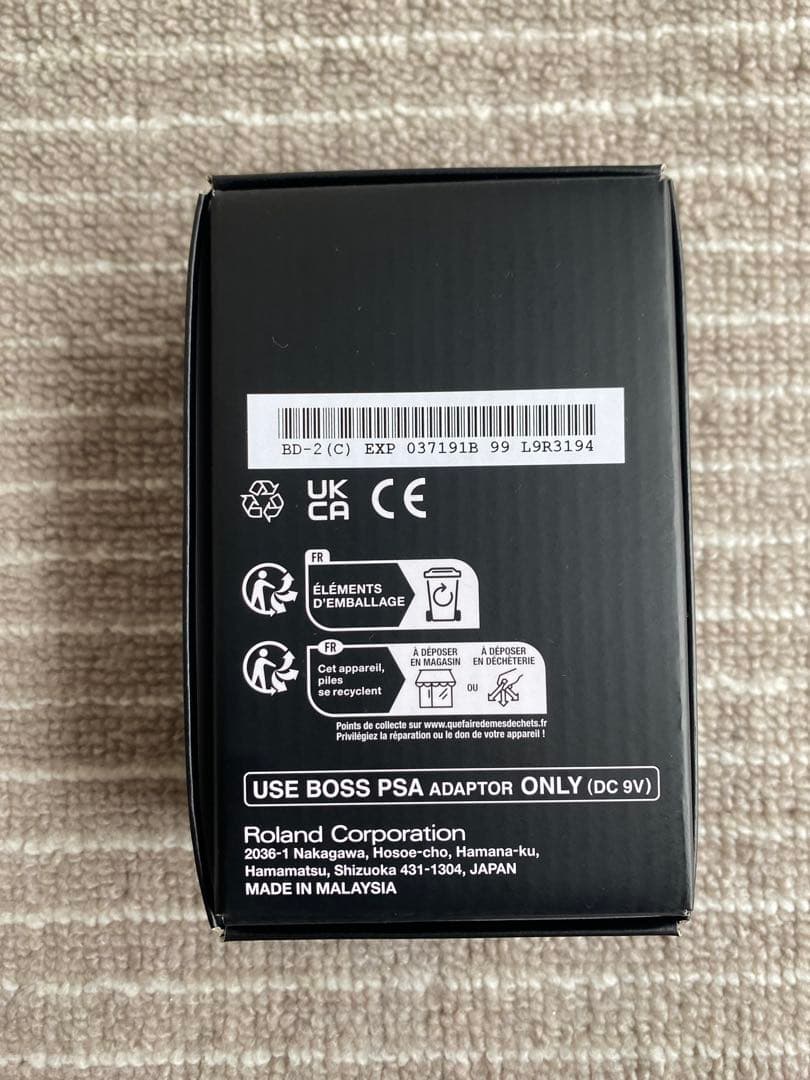 BD-2(C) EXP 037191B 99 L9R3194
UK
CA
CE
FR
ÉLÉMENTS
D'EMBALLAGE
FR
Cet appareil,
piles
se recyclent
À DÉPOSER
EN MAGASIN
OU
À DÉPOSER
EN DÉCHÈTERIE
Points de collecte sur www.quefairedemesdechets.fr
Privilégiez la réparation ou le don de votre appareil !
USE BOSS PSA ADAPTOR ONLY (DC 9V)
Roland Corporation
2036-1 Nakagawa, Hosoe-cho, Hamana-ku,
Hamamatsu, Shizuoka 431-1304, JAPAN
MADE IN MALAYSIA